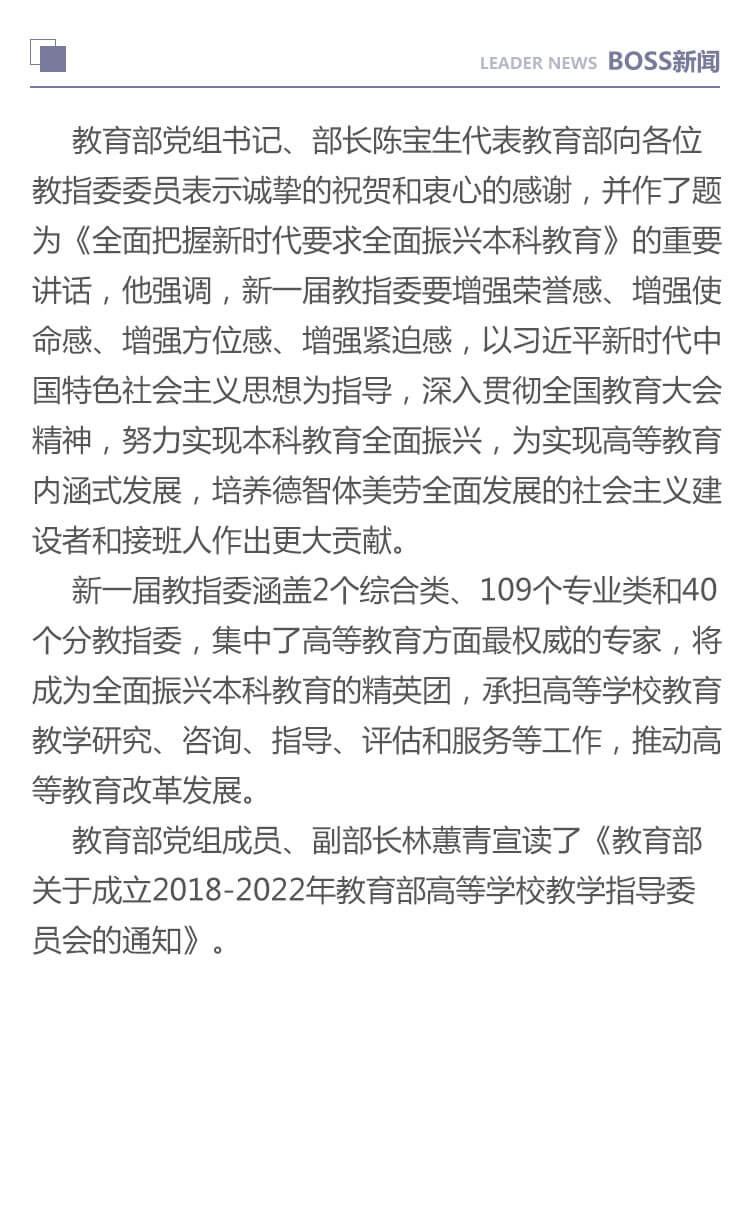 LEADER NEWS BOSS新闻
教育部党组书记、部长陈宝生代表教育部向各位
教指委委员表示诚挚的祝贺和衷心的感谢，并作了题
为《全面把握新时代要求全面振兴本科教育》的重要
讲话，他强调，新一届教指委要增强荣誉感、增强使
命感、增强方位感、增强紧迫感，以习近平新时代中
国特色社会主义思想为指导，深入贯彻全国教育大会
精神，努力实现本科教育全面振兴，为实现高等教育
内涵式发展，培养德智体美劳全面发展的社会主义建
设者和接班人作出更大贡献。
新一届教指委涵盖2个综合类、109个专业类和40
个分教指委，集中了高等教育方面最权威的专家，将
成为全面振兴本科教育的精英团，承担高等学校教育
教学研究、咨询、指导、评估和服务等工作，推动高
等教育改革发展。
教育部党组成员、副部长林蕙青宣读了《教育部
关于成立2018-2022年教育部高等学校教学指导委
员会的通知》。